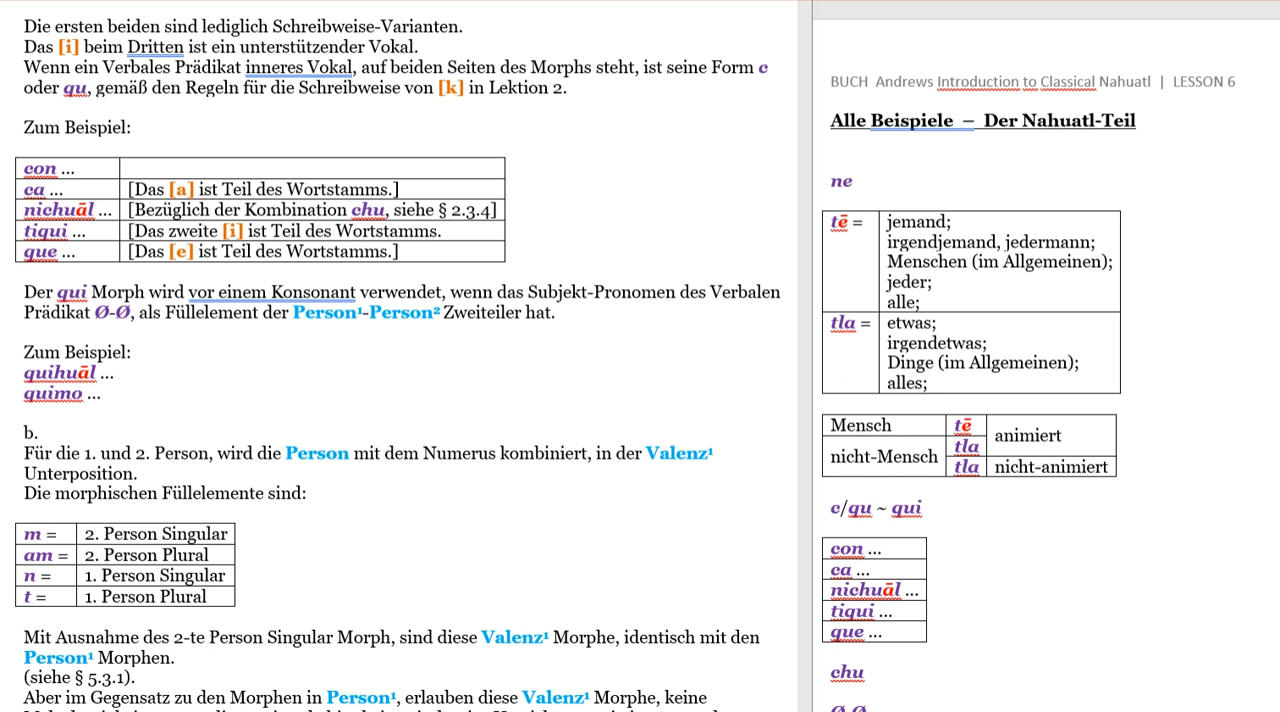 Die ersten beiden sind lediglich Schreibweise-Varianten.
Das [i] beim Dritten ist ein unterstützender Vokal.
Wenn ein Verbales Prädikat inneres Vokal, auf beiden Seiten des Morphs steht, ist seine Form c
oder qu, gemäß den Regeln für die Schreibweise von [k] in Lektion 2.
Zum Beispiel:
con ...
ca ... [Das [a] ist Teil des Wortstamms.]
nichuāl ... [Bezüglich der Kombination chu, siehe § 2.3.4]
tiqui ... [Das zweite [i] ist Teil des Wortstamms.
que ... [Das [e] ist Teil des Wortstamms.]
Der qui Morph wird vor einem Konsonant verwendet, wenn das Subjekt-Pronomen des Verbalen
Prädikat Ø-Ø, als Füllelement der Person¹-Person² Zweiteiler hat.
Zum Beispiel:
quihuāl ...
quimo ...
b.
Für die 1. und 2. Person, wird die Person mit dem Numerus kombiniert, in der Valenz¹
Unterposition.
Die morphischen Füllelemente sind:
m = 2. Person Singular
am = 2. Person Plural
n = 1. Person Singular
t = 1. Person Plural
Mit Ausnahme des 2-te Person Singular Morph, sind diese Valenz¹ Morphe, identisch mit den
Person¹ Morphen.
(siehe § 5.3.1).
Aber im Gegensatz zu den Morphen in Person¹, erlauben diese Valenz¹ Morphe, keine
BUCH Andrews Introduction to Classical Nahuatl | LESSON 6
Alle Beispiele – Der Nahuatl-Teil
ne
tē = jemand;
irgendjemand, jedermann;
Menschen (im Allgemeinen);
jeder;
alle;
tla = etwas;
irgendetwas;
Dinge (im Allgemeinen);
alles;
Mensch tē animiert
nicht-Mensch tla
tla nicht-animiert
c/qu ~ qui
con ...
ca ...
nichuāl ...
tiqui ...
que ...
chu